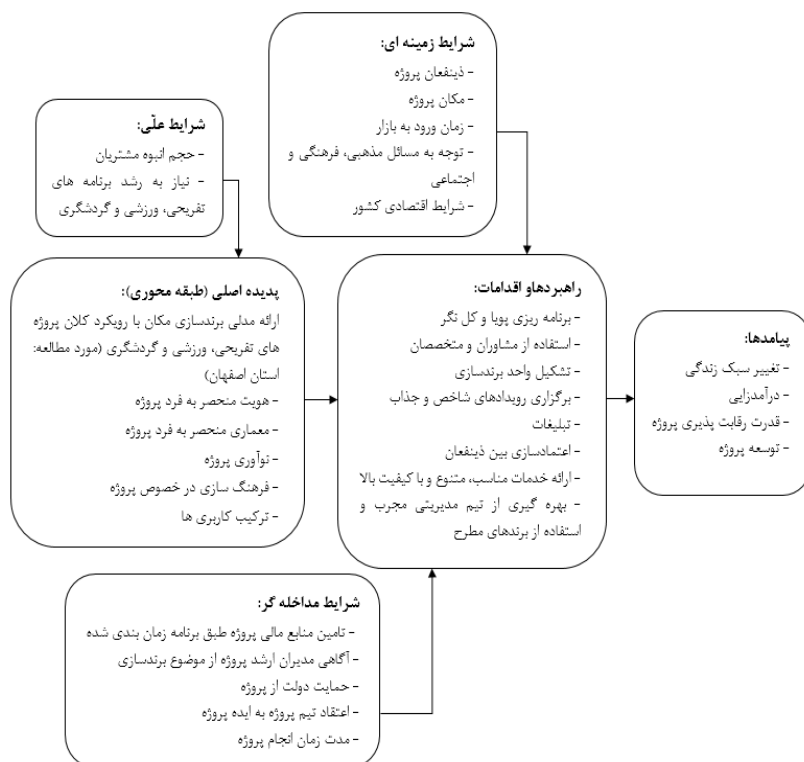 شرایط زمینه ای:
- ذینفعان پروژه
- مکان پروژه
- زمان ورود به بازار
- توجه به مسائل مذهبی، فرهنگی و
اجتماعی
- شرایط اقتصادی کشور
شرایط علّی:
- حجم انبوه مشتریان
- نیاز به رشد برنامه های
تفریحی، ورزشی و گردشگری
پدیده اصلی (طبقه محوری):
ارائه مدلی برندسازی مکان با رویکرد کلان پروژه
های تفریحی، ورزشی و گردشگری (مورد مطالعه:
استان اصفهان)
- هویت منحصر به فرد پروژه
- معماری منحصر به فرد پروژه
- نوآوری پروژه
- فرهنگ سازی در خصوص پروژه
- ترکیب کاربری ها
راهبردهاو اقدامات:
- برنامه ریزی پویا و کل نگر
- استفاده از مشاوران و متخصصان
- تشکیل واحد برندسازی
- برگزاری رویدادهای شاخص و جذاب
- تبلیغات
- اعتمادسازی بین ذینفعان
- ارائه خدمات مناسب، متنوع و با کیفیت بالا
- بهره گیری از تیم مدیریتی مجرب و
استفاده از برندهای مطرح
پیامدها:
- تغییر سبک زندگی
- درآمدزایی
- قدرت رقابت پذیری پروژه
- توسعه پروژه
شرایط مداخله گر:
- تامین منابع مالی پروژه طبق برنامه زمان بندی شده
- آگاهی مدیران ارشد پروژه از موضوع برندسازی
- حمایت دولت از پروژه
- اعتقاد تیم پروژه به ایده پروژه
- مدت زمان انجام پروژه